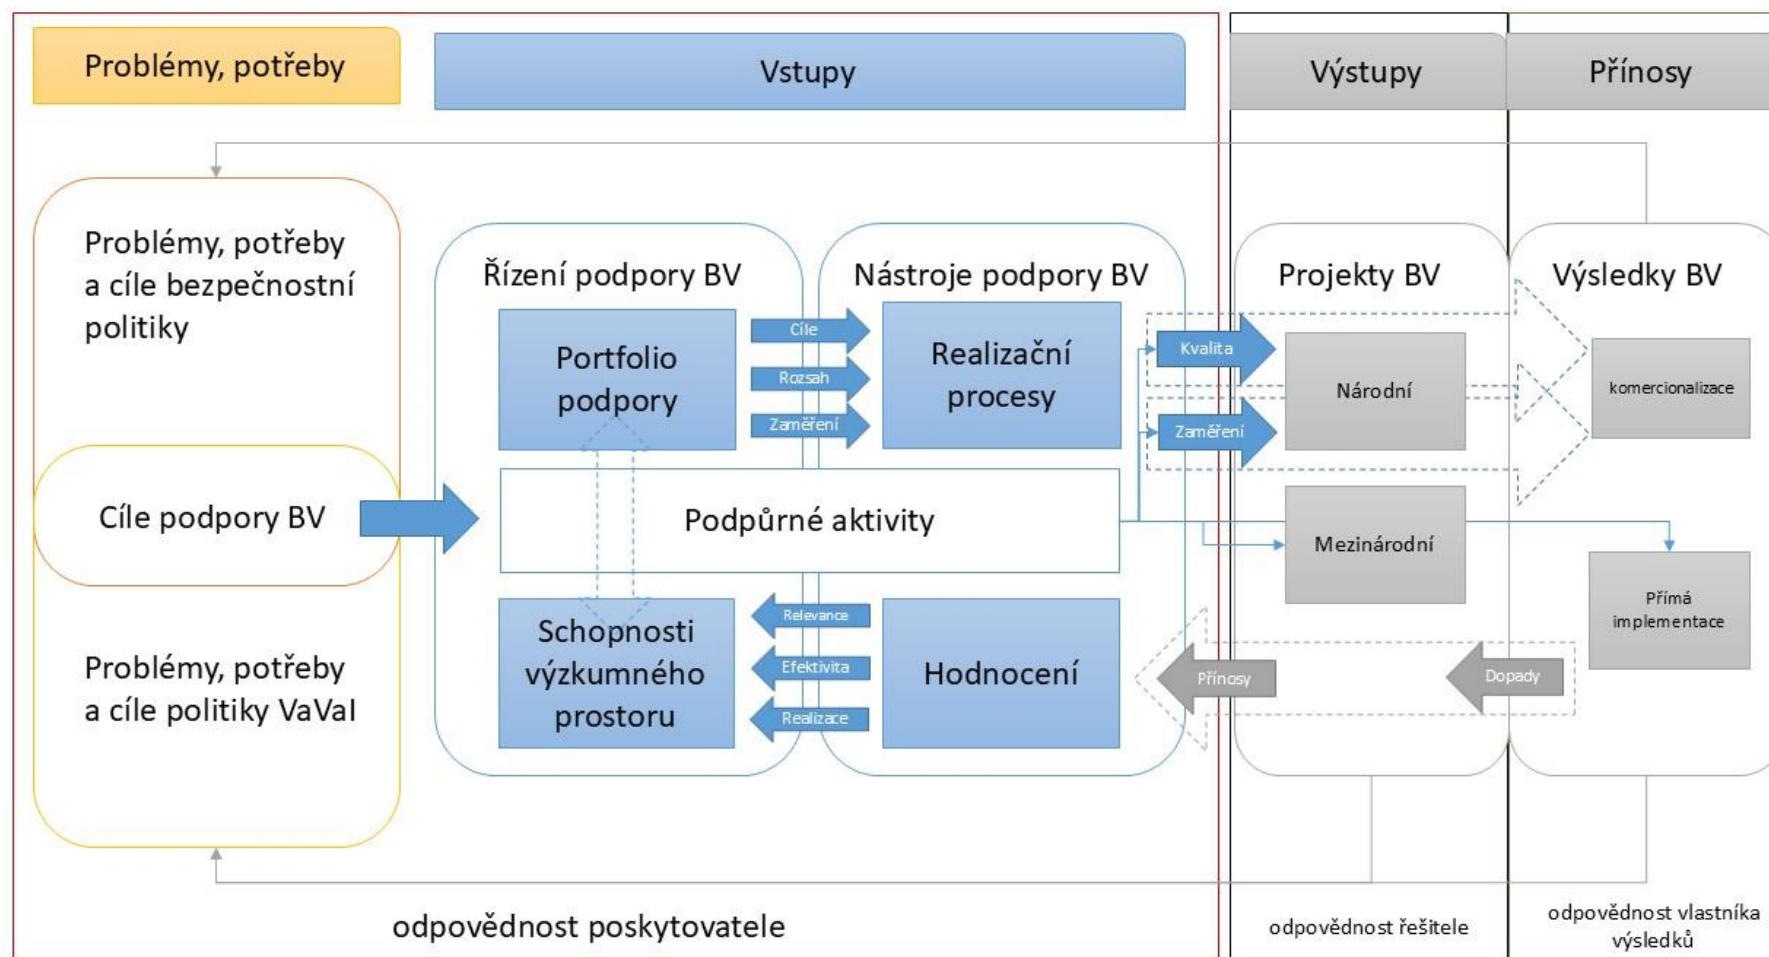 Problémy, potřeby
Vstupy
Výstupy
Přínosy
Problémy, potřeby
a cíle bezpečnostní
politiky
Cíle podpory BV
Problémy, potřeby
a cíle politiky VaVaI
Řízení podpory BV
Portfolio
podpory
Cíle
Rozsah
Zaměření
Nástroje podpory BV
Realizační
procesy
Podpůrné aktivity
Schopnosti
výzkumného
prostoru
Relevance
Efektivita
Realizace
Hodnocení
Kvalita
Zaměření
Projekty BV
Národní
Mezinárodní
Přínosy
Dopady
Výsledky BV
komercionalizace
Přímá
implementace
odpovědnost poskytovatele
odpovědnost řešitele
odpovědnost vlastníka
výsledků